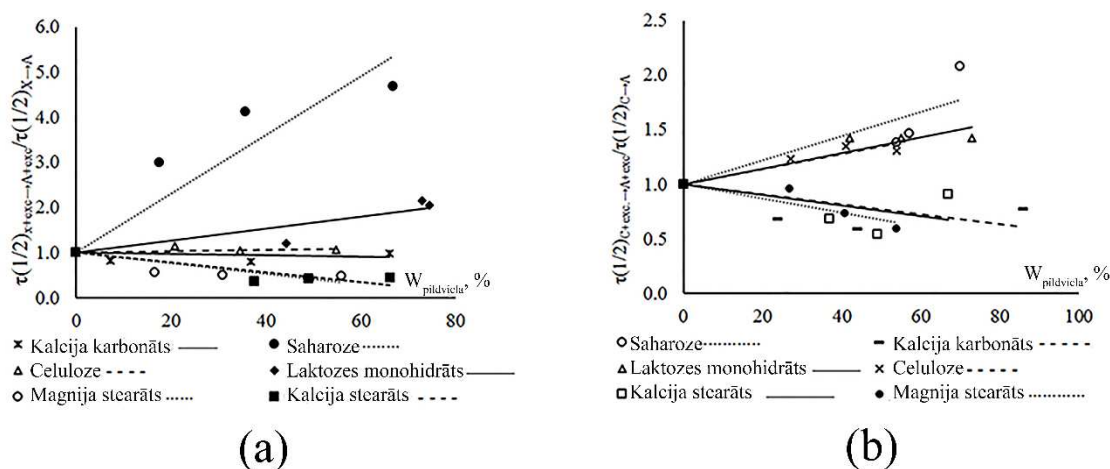 6.0
5.0
4.0
3.0
2.0
1.0
0.0
0
20
40
60
80
τ(1/2)x+exc→Λ+exc/τ(1/2)X→Λ
Wpildviela, %
Kalcija karbonāts
Saharoze
Celuloze
Laktozes monohidrāts
Magnija stearāts
Kalcija stearāts
(a)
2.5
2.0
1.5
1.0
0.5
0.0
0
20
40
60
80
100
τ(1/2)C+exc.→Λ+exc/τ(1/2)C→Λ
Wpildviela, %
Saharoze
Kalcija karbonāts
Laktozes monohidrāts
Celuloze
Kalcija stearāts
Magnija stearāts
(b)